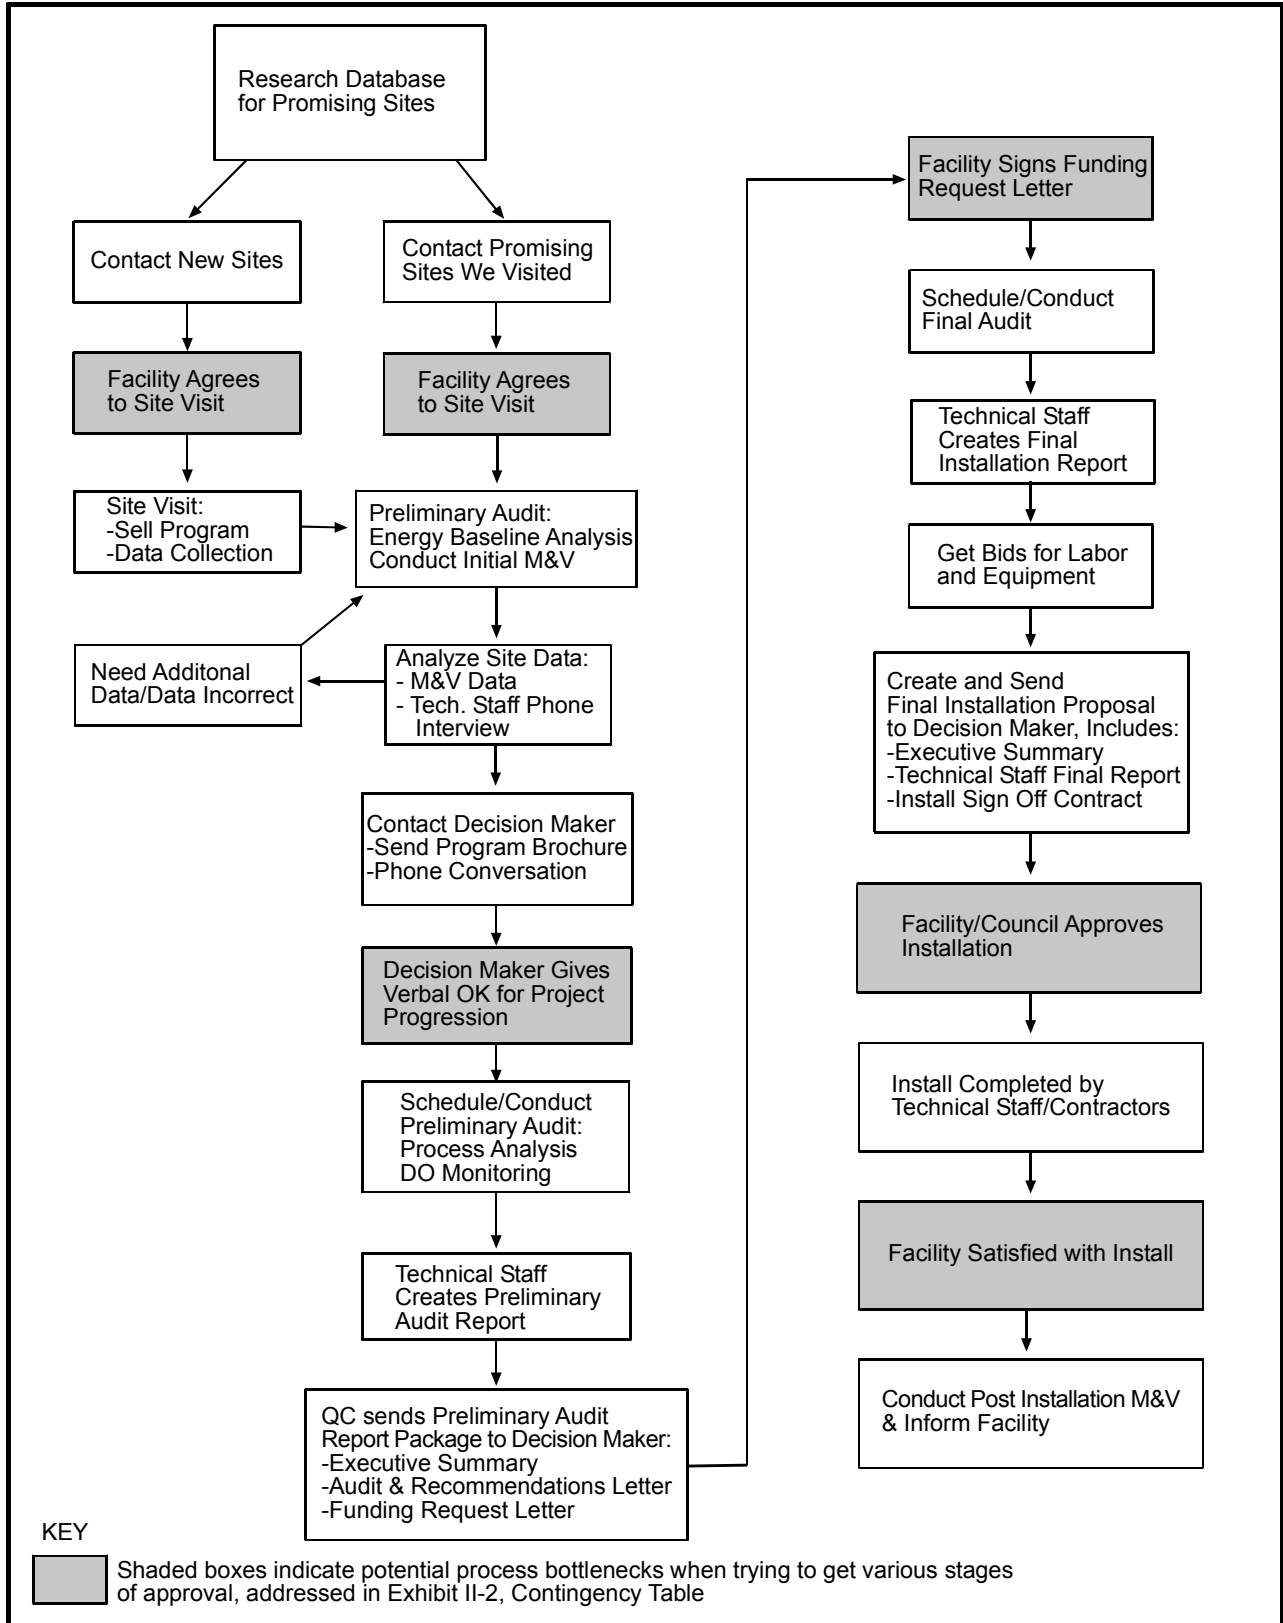 Research Database
for Promising Sites
Contact New Sites
Contact Promising
Sites We Visited
Facility Agrees
to Site Visit
Facility Agrees
to Site Visit
Site Visit:
-Sell Program
-Data Collection
Preliminary Audit:
Energy Baseline Analysis
Conduct Initial M&V
Need Additonal
Data/Data Incorrect
Analyze Site Data:
- M&V Data
- Tech. Staff Phone
Interview
Contact Decision Maker
-Send Program Brochure
-Phone Conversation
Decision Maker Gives
Verbal OK for Project
Progression
Schedule/Conduct
Preliminary Audit:
Process Analysis
DO Monitoring
Technical Staff
Creates Preliminary
Audit Report
QC sends Preliminary Audit
Report Package to Decision Maker:
-Executive Summary
-Audit & Recommendations Letter
-Funding Request Letter
Facility Signs Funding
Request Letter
Schedule/Conduct
Final Audit
Technical Staff
Creates Final
Installation Report
Get Bids for Labor
and Equipment
Create and Send
Final Installation Proposal
to Decision Maker, Includes:
-Executive Summary
-Technical Staff Final Report
-Install Sign Off Contract
Facility/Council Approves
Installation
Install Completed by
Technical Staff/Contractors
Facility Satisfied with Install
Conduct Post Installation M&V
& Inform Facility
KEY
Shaded boxes indicate potential process bottlenecks when trying to get various stages
of approval, addressed in Exhibit II-2, Contingency Table